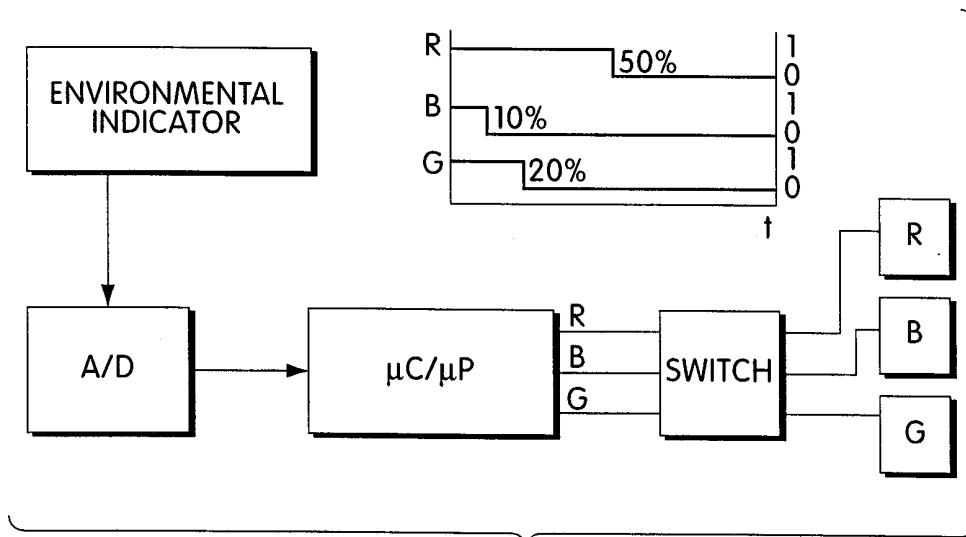 ENVIRONMENTAL
INDICATOR
R
50%
1
0
B
10%
1
0
G
20%
1
0
t
A/D
μC/μP
R
B
G
SWITCH
R
B
G